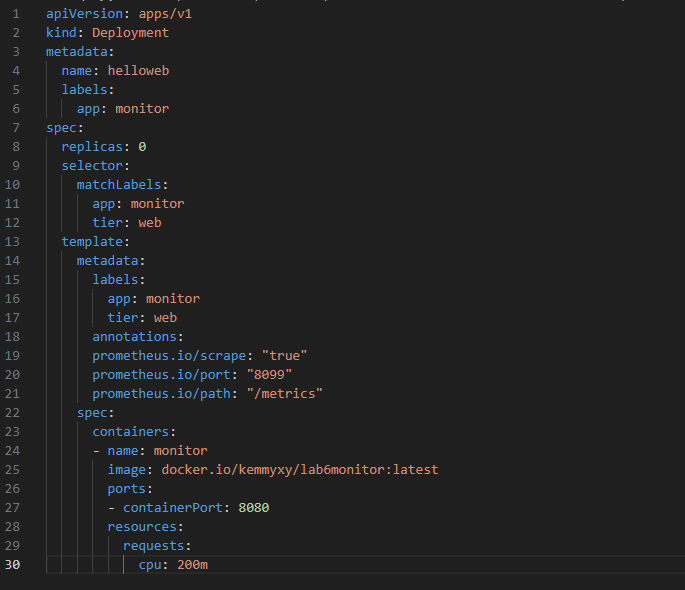 1 apiVersion: apps/v1
2 kind: Deployment
3 metadata:
4   name: helloweb
5   labels:
6     app: monitor
7 spec:
8   replicas: 0
9   selector:
10     matchLabels:
11       app: monitor
12       tier: web
13   template:
14     metadata:
15       labels:
16         app: monitor
17         tier: web
18       annotations:
19       prometheus.io/scrape: "true"
20       prometheus.io/port: "8099"
21       prometheus.io/path: "/metrics"
22     spec:
23       containers:
24       - name: monitor
25         image: docker.io/kemmyxy/lab6monitor:latest
26         ports:
27         - containerPort: 8080
28         resources:
29           requests:
30             cpu: 200m